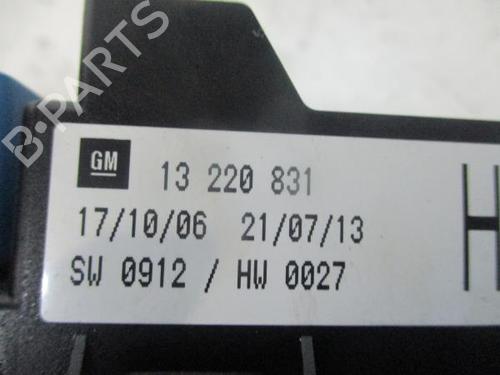 GM 13 220 831
17/10/06 21/07/13
SW 0912 / HW 0027
H
B-PARTS